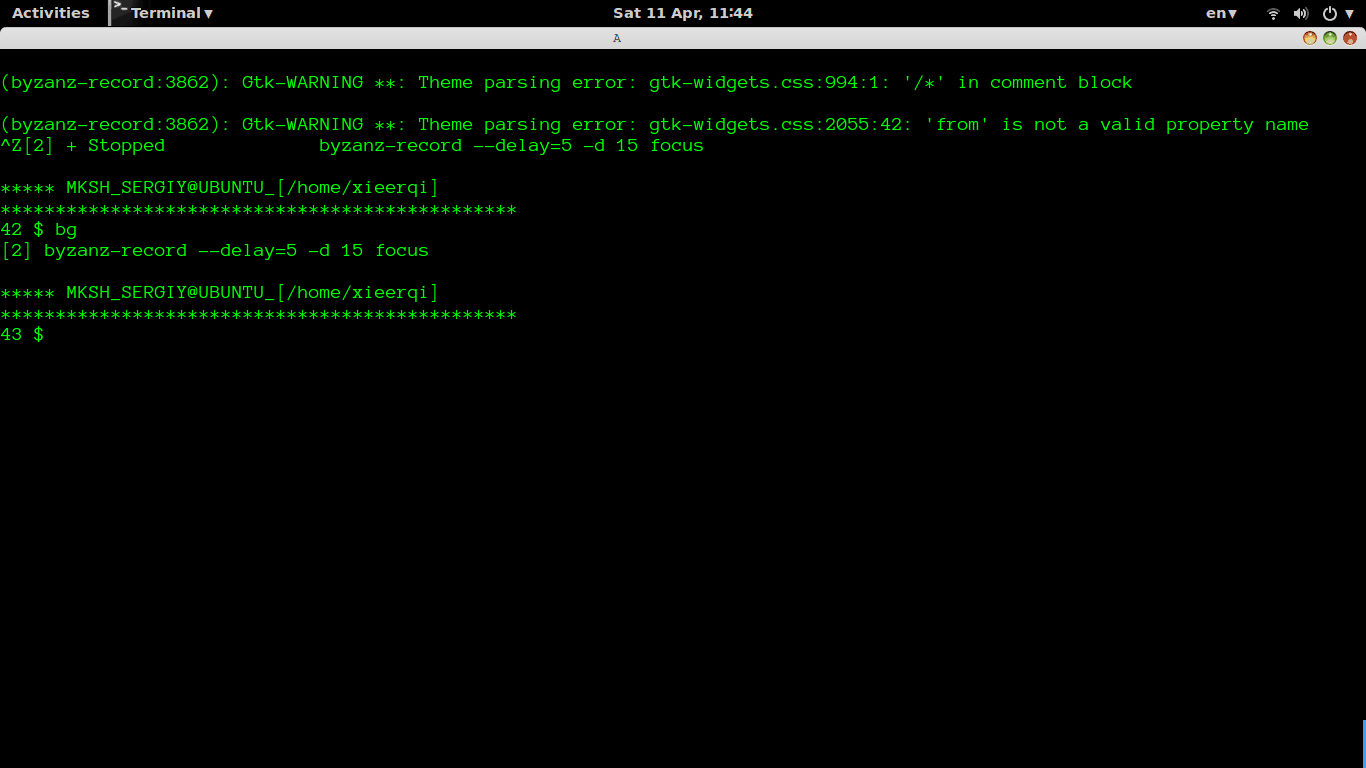 Activities >_ Terminal ▾ Sat 11 Apr, 11:44 en ▾
A
(byzanz-record:3862): Gtk-WARNING **: Theme parsing error: gtk-widgets.css:994:1: '/*' in comment block
(byzanz-record:3862): Gtk-WARNING **: Theme parsing error: gtk-widgets.css:2055:42: 'from' is not a valid property name
^Z[2] + Stopped              byzanz-record --delay=5 -d 15 focus
***** MKSH_SERGIY@UBUNTU_[/home/xieerqi]
***********************************************
42 $ bg
[2] byzanz-record --delay=5 -d 15 focus
***** MKSH_SERGIY@UBUNTU_[/home/xieerqi]
***********************************************
43 $